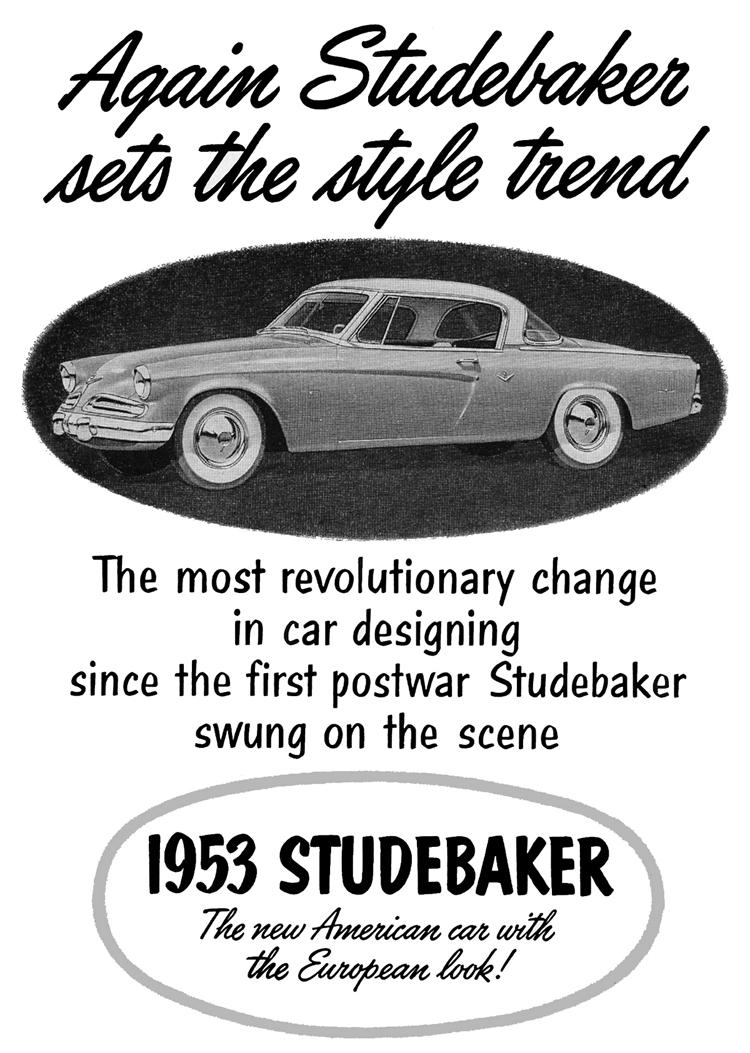 Again Studebaker
sets the style trend
The most revolutionary change
in car designing
since the first postwar Studebaker
swung on the scene
1953 STUDEBAKER
The new American car with
the European look!